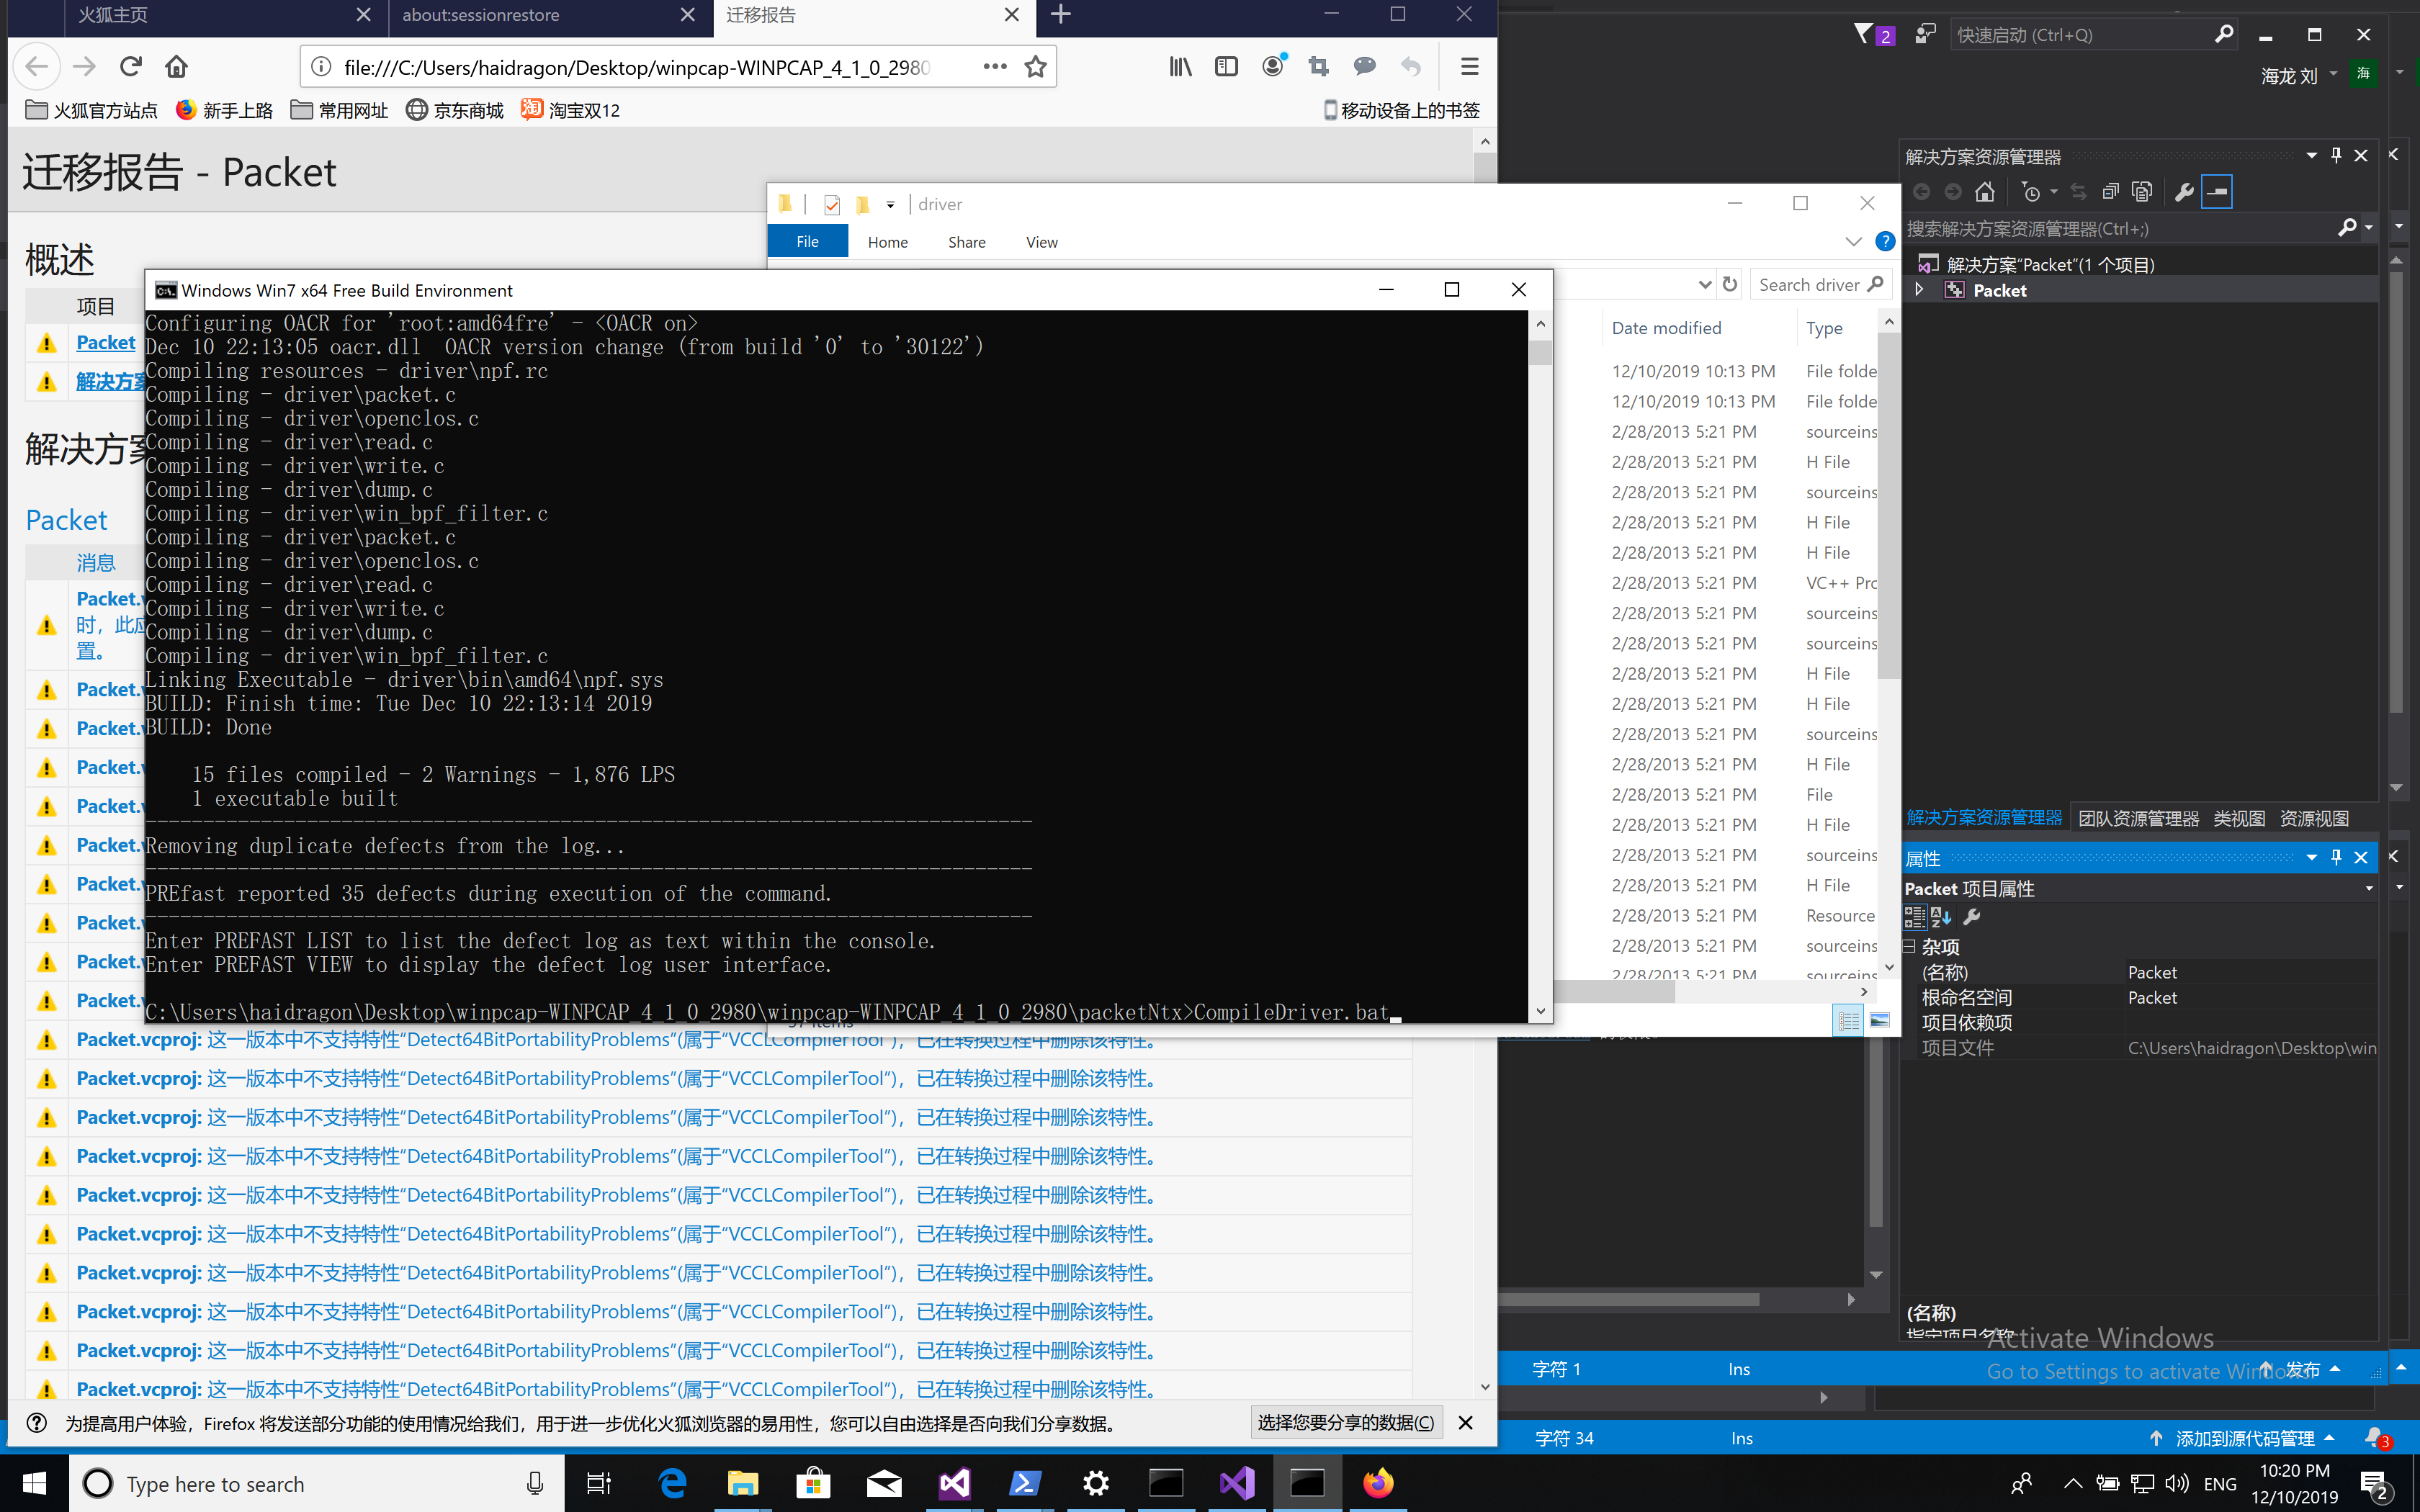 火狐主页
about:sessionrestore
迁移报告
file:///C:/Users/haidragon/Desktop/winpcap-WINPCAP_4_1_0_2980
火狐官方站点
新手上路
常用网址
京东商城
淘宝双12
移动设备上的书签
迁移报告 - Packet
概述
项目
Packet
解决方案
解决方案
Packet
消息
Packet.v
时，此应
置。
Packet.v
Packet.v
Packet.v
Packet.v
Packet.v
Packet.v
Packet.v
Packet.v
Packet.v
Packet.vcproj: 这一版本中不支持特性“Detect64BitPortabilityProblems”(属于“VCCLCompilerTool”)，已在转换过程中删除该特性。
Packet.vcproj: 这一版本中不支持特性“Detect64BitPortabilityProblems”(属于“VCCLCompilerTool”)，已在转换过程中删除该特性。
Packet.vcproj: 这一版本中不支持特性“Detect64BitPortabilityProblems”(属于“VCCLCompilerTool”)，已在转换过程中删除该特性。
Packet.vcproj: 这一版本中不支持特性“Detect64BitPortabilityProblems”(属于“VCCLCompilerTool”)，已在转换过程中删除该特性。
Packet.vcproj: 这一版本中不支持特性“Detect64BitPortabilityProblems”(属于“VCCLCompilerTool”)，已在转换过程中删除该特性。
Packet.vcproj: 这一版本中不支持特性“Detect64BitPortabilityProblems”(属于“VCCLCompilerTool”)，已在转换过程中删除该特性。
Packet.vcproj: 这一版本中不支持特性“Detect64BitPortabilityProblems”(属于“VCCLCompilerTool”)，已在转换过程中删除该特性。
Packet.vcproj: 这一版本中不支持特性“Detect64BitPortabilityProblems”(属于“VCCLCompilerTool”)，已在转换过程中删除该特性。
Packet.vcproj: 这一版本中不支持特性“Detect64BitPortabilityProblems”(属于“VCCLCompilerTool”)，已在转换过程中删除该特性。
Packet.vcproj: 这一版本中不支持特性“Detect64BitPortabilityProblems”(属于“VCCLCompilerTool”)，已在转换过程中删除该特性。
为提高用户体验，Firefox 将发送部分功能的使用情况给我们，用于进一步优化火狐浏览器的易用性，您可以自由选择是否向我们分享数据。
选择您要分享的数据(C)
driver
File
Home
Share
View
Search driver
Date modified
Type
12/10/2019 10:13 PM File folde
12/10/2019 10:13 PM File folde
2/28/2013 5:21 PM sourceins
2/28/2013 5:21 PM H File
2/28/2013 5:21 PM sourceins
2/28/2013 5:21 PM H File
2/28/2013 5:21 PM H File
2/28/2013 5:21 PM VC++ Prc
2/28/2013 5:21 PM sourceins
2/28/2013 5:21 PM sourceins
2/28/2013 5:21 PM H File
2/28/2013 5:21 PM H File
2/28/2013 5:21 PM sourceins
2/28/2013 5:21 PM H File
2/28/2013 5:21 PM File
2/28/2013 5:21 PM H File
2/28/2013 5:21 PM sourceins
2/28/2013 5:21 PM H File
2/28/2013 5:21 PM Resource
2/28/2013 5:21 PM sourceins
2/28/2013 5:21 PM sourceins
Windows Win7 x64 Free Build Environment
Configuring OACR for 'root:amd64fre' - <OACR on>
Dec 10 22:13:05 oacr.dll  OACR version change (from build '0' to '30122')
Compiling resources - driver\npf.rc
Compiling - driver\packet.c
Compiling - driver\openclos.c
Compiling - driver\read.c
Compiling - driver\write.c
Compiling - driver\dump.c
Compiling - driver\win_bpf_filter.c
Compiling - driver\packet.c
Compiling - driver\openclos.c
Compiling - driver\read.c
Compiling - driver\write.c
Compiling - driver\dump.c
Compiling - driver\win_bpf_filter.c
Linking Executable - driver\bin\amd64\npf.sys
BUILD: Finish time: Tue Dec 10 22:13:14 2019
BUILD: Done
15 files compiled - 2 Warnings - 1,876 LPS
1 executable built
Removing duplicate defects from the log...
PREfast reported 35 defects during execution of the command.
Enter PREFAST LIST to list the defect log as text within the console.
Enter PREFAST VIEW to display the defect log user interface.
C:\Users\haidragon\Desktop\winpcap-WINPCAP_4_1_0_2980\winpcap-WINPCAP_4_1_0_2980\packetNtx>CompileDriver.bat
2
快速启动 (Ctrl+Q)
海龙 刘
海
解决方案资源管理器
搜索解决方案资源管理器(Ctrl+;)
解决方案“Packet”(1 个项目)
Packet
解决方案资源管理器
团队资源管理器
类视图
资源视图
属性
Packet 项目属性
杂项
(名称) Packet
根命名空间 Packet
项目依赖项
项目文件 C:\Users\haidragon\Desktop\win
(名称)
指定项目名称
Activate Windows
Go to Settings to activate Windows.
字符 1
Ins
发布
字符 34
Ins
添加到源代码管理
3
Type here to search
ENG
10:20 PM
12/10/2019
2